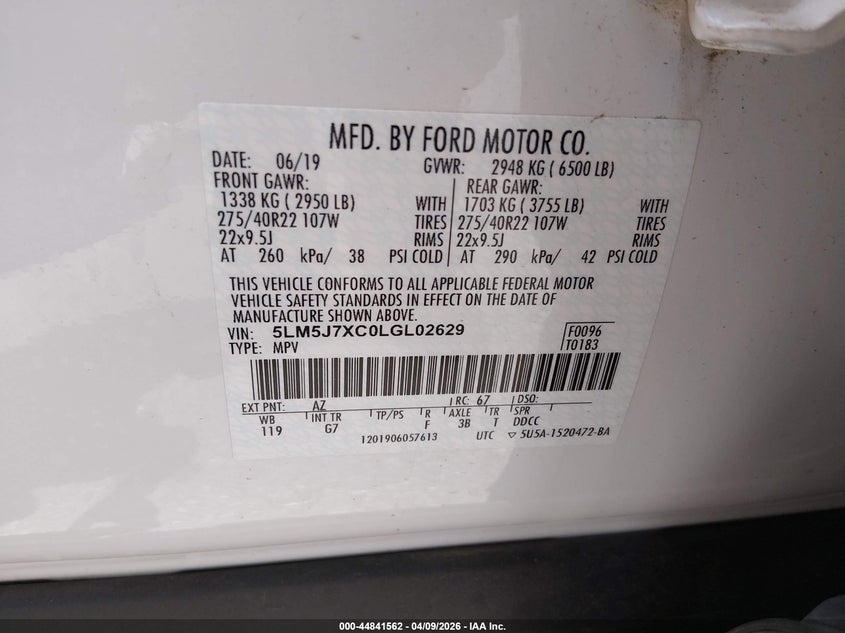 MFD. BY FORD MOTOR CO.
DATE: 06/19 GVWR: 2948 KG ( 6500 LB)
FRONT GAWR: REAR GAWR:
1338 KG ( 2950 LB) WITH 1703 KG ( 3755 LB) WITH
275/40R22 107W TIRES 275/40R22 107W TIRES
22x9.5J RIMS 22x9.5J RIMS
AT 260 kPa/ 38 PSI COLD AT 290 kPa/ 42 PSI COLD
THIS VEHICLE CONFORMS TO ALL APPLICABLE FEDERAL MOTOR
VEHICLE SAFETY STANDARDS IN EFFECT ON THE DATE OF
MANUFACTURE SHOWN ABOVE.
VIN: 5LM5J7XC0LGL02629 F0096
TYPE: MPV T0183
EXT PNT: AZ RC: 67 DSO:
WB INT TR TP/PS R AXLE TR SPR
119 G7 F 3B T DDCC
1201906057613 UTC ▽ 5U5A-1520472-BA
000-44841562 | 04/09/2026 | IAA Inc.